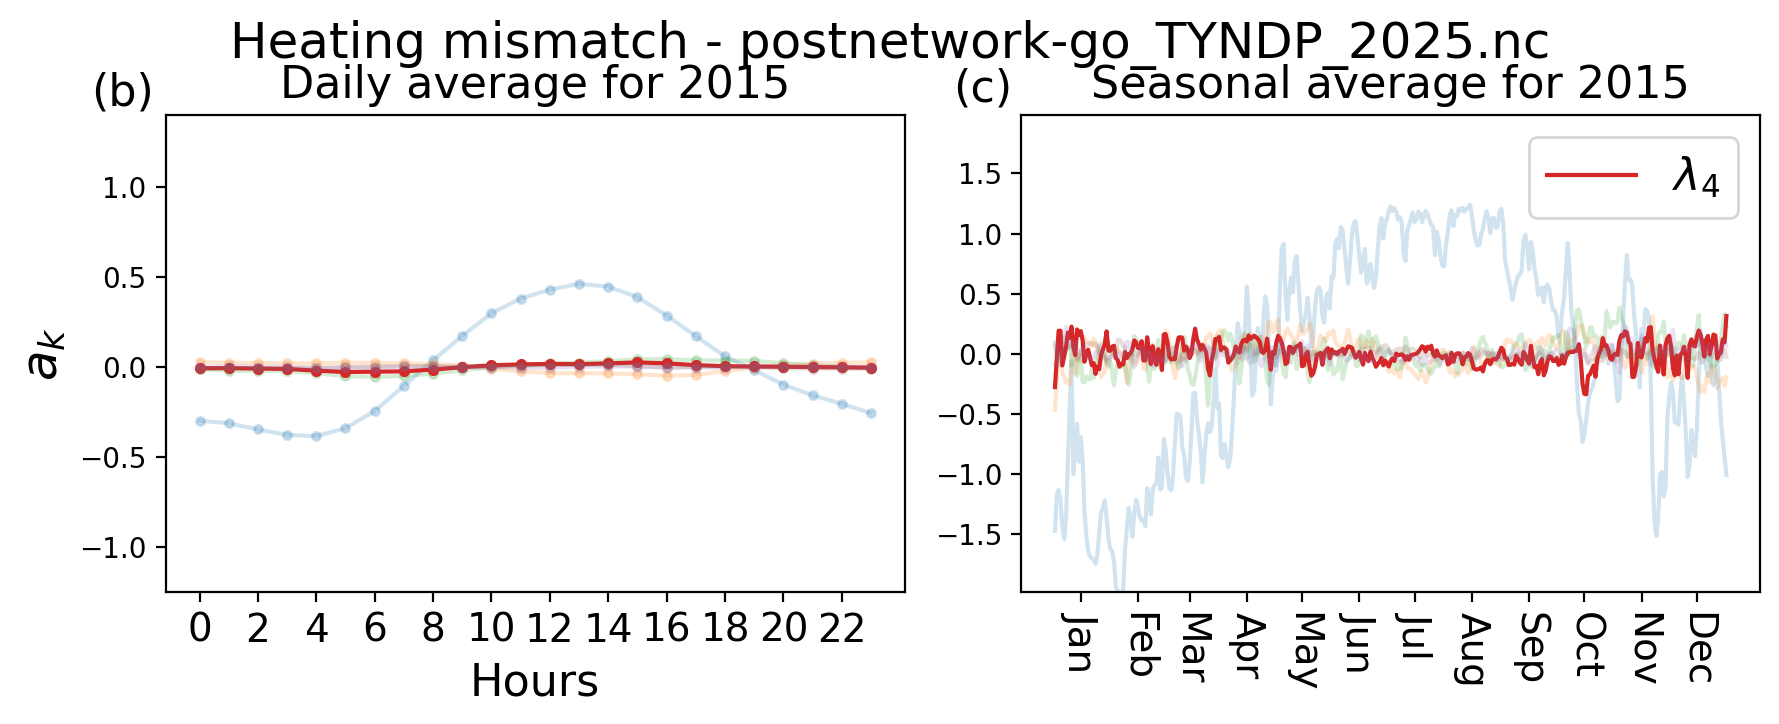 Heating mismatch - postnetwork-go_TYNDP_2025.nc
(b) Daily average for 2015
(c) Seasonal average for 2015
1.0
0.5
0.0
−0.5
−1.0
a_k
0 2 4 6 8 10 12 14 16 18 20 22
Hours
1.5
1.0
0.5
0.0
−0.5
−1.0
−1.5
λ_4
Jan Feb Mar Apr May Jun Jul Aug Sep Oct Nov Dec